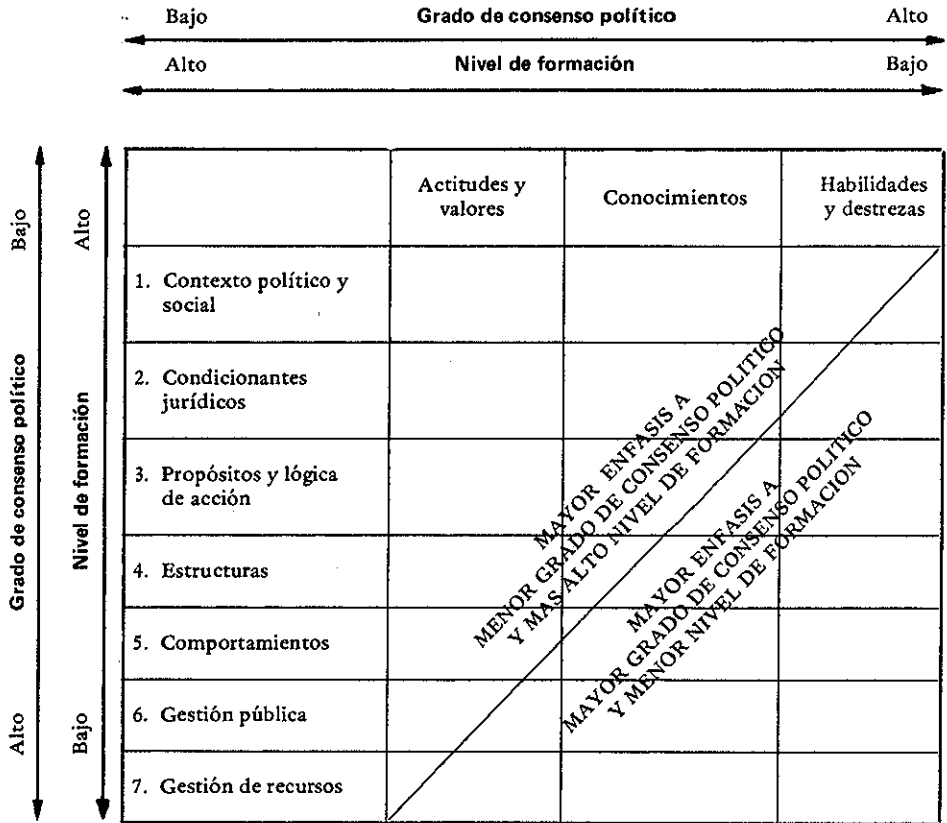 Bajo Grado de consenso político Alto
Alto Nivel de formación Bajo
Grado de consenso político
Bajo
Alto
Nivel de formación
Alto
Bajo
Actitudes y
valores
Conocimientos
Habilidades
y destrezas
1. Contexto político y
social
2. Condicionantes
jurídicos
3. Propósitos y lógica
de acción
4. Estructuras
5. Comportamientos
6. Gestión pública
7. Gestión de recursos
MAYOR ENFASIS A
MENOR GRADO DE CONSENSO POLITICO
Y MAS ALTO NIVEL DE FORMACION
MAYOR ENFASIS A
MAYOR GRADO DE CONSENSO POLITICO
Y MENOR NIVEL DE FORMACION